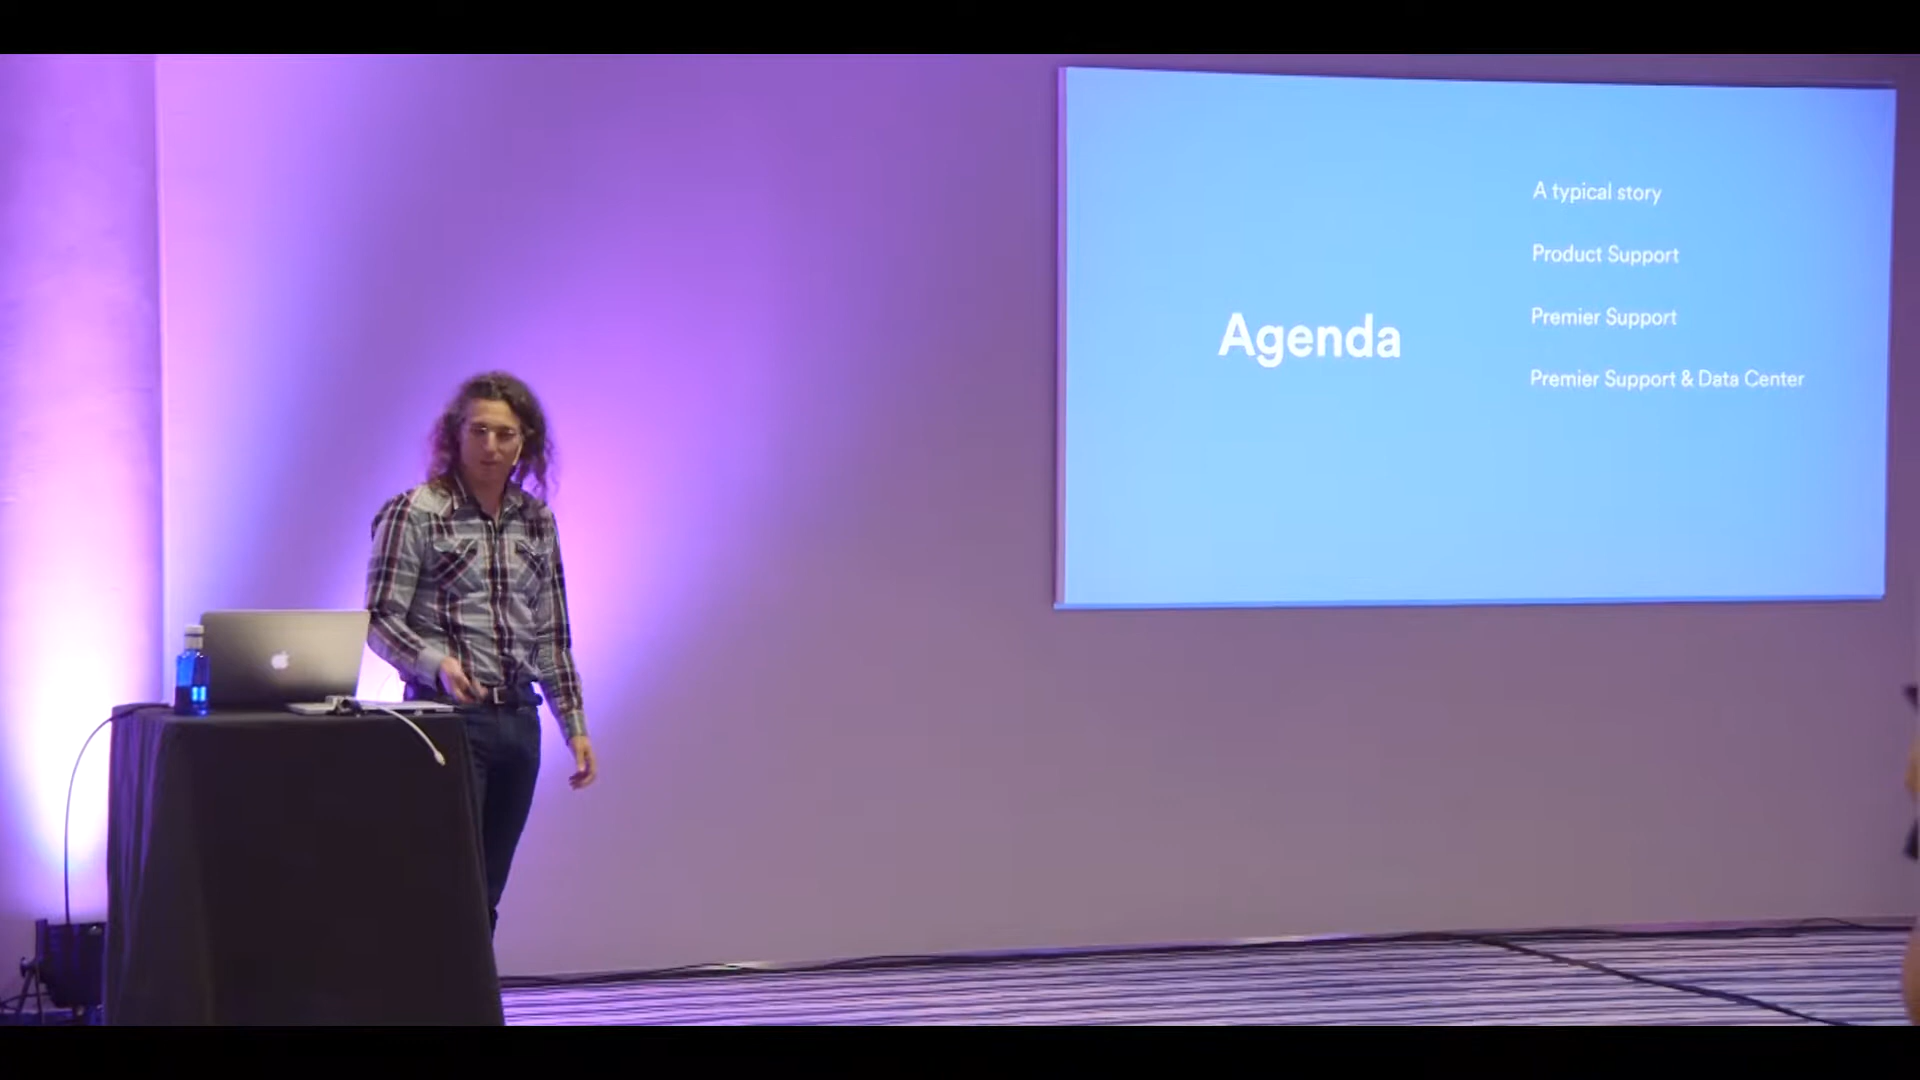 Agenda
A typical story
Product Support
Premier Support
Premier Support & Data Center